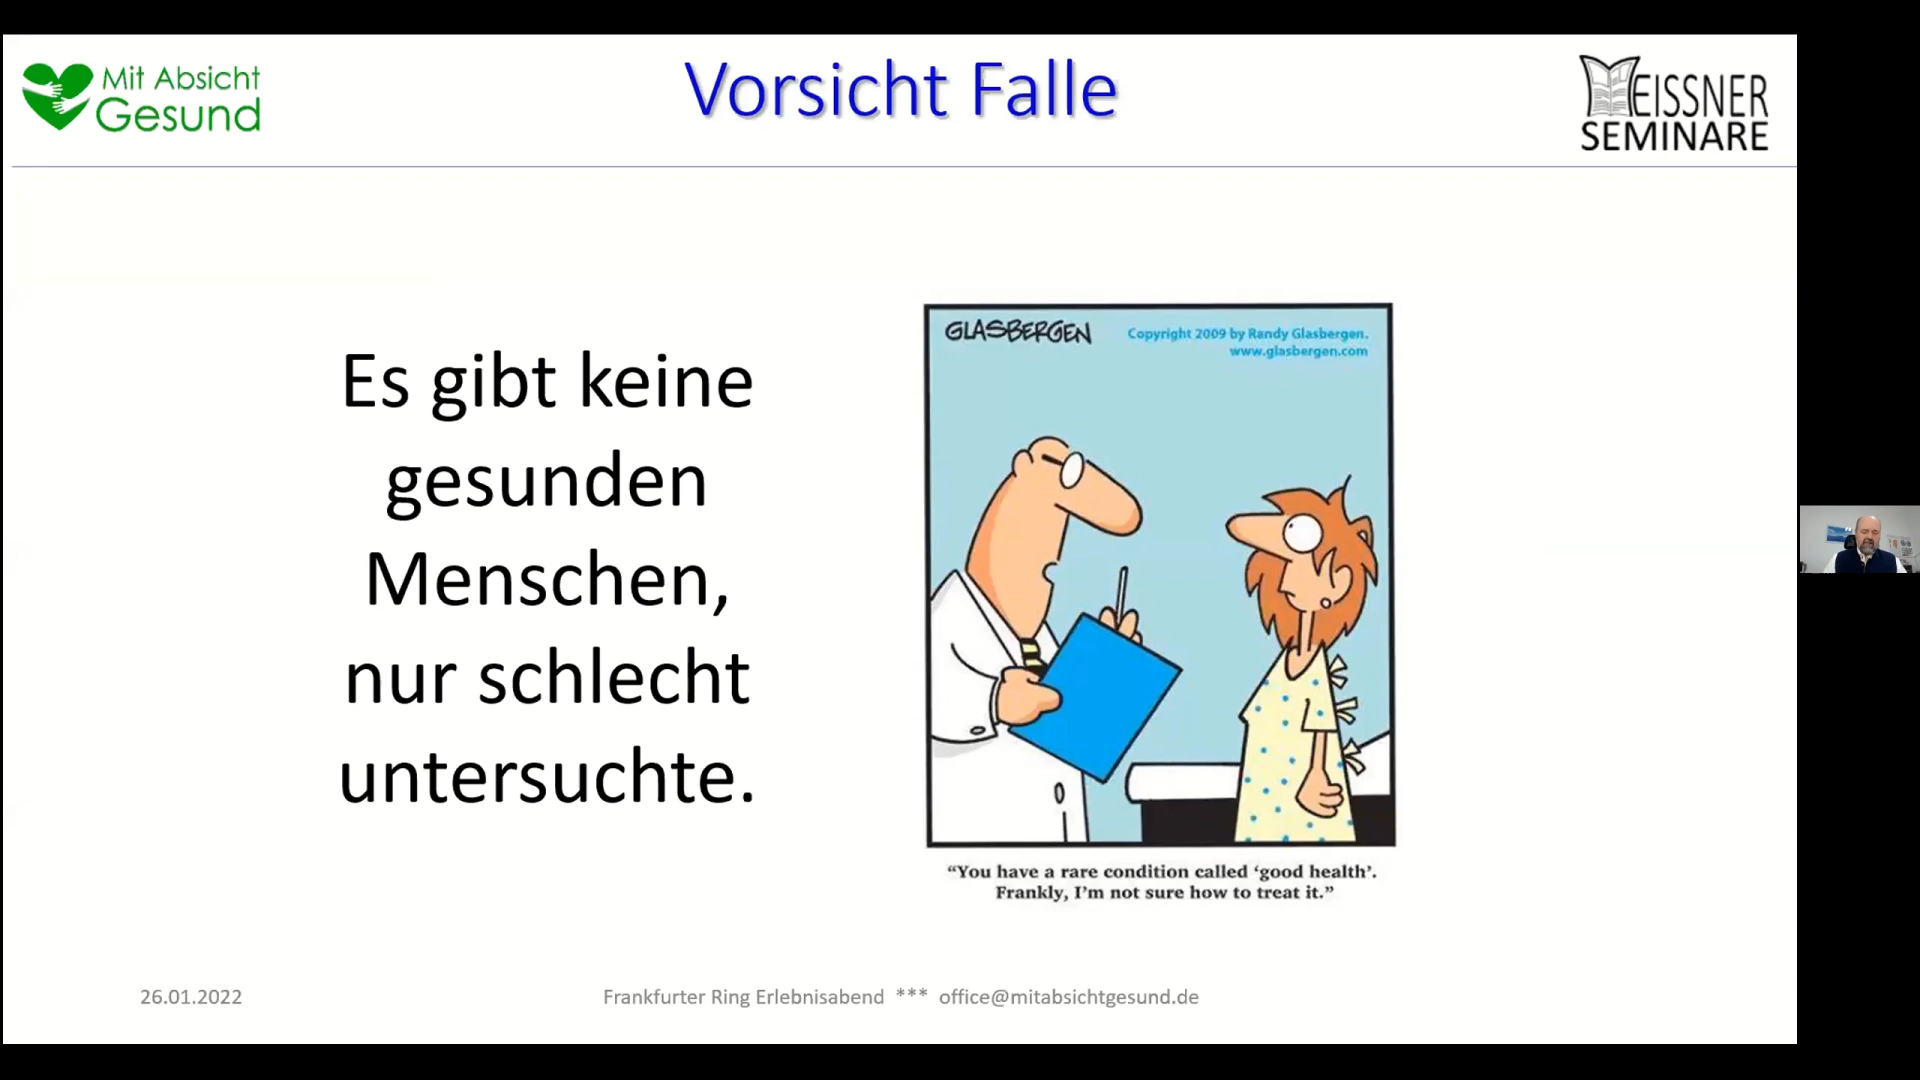 Mit Absicht
Gesund
Vorsicht Falle
MEISSNER
SEMINARE
Es gibt keine
gesunden
Menschen,
nur schlecht
untersuchte.
GLASBERGEN
Copyright 2009 by Randy Glasbergen.
www.glasbergen.com
“You have a rare condition called ‘good health’.
Frankly, I’m not sure how to treat it.”
26.01.2022
Frankfurter Ring Erlebnisabend *** office@mitabsichtgesund.de